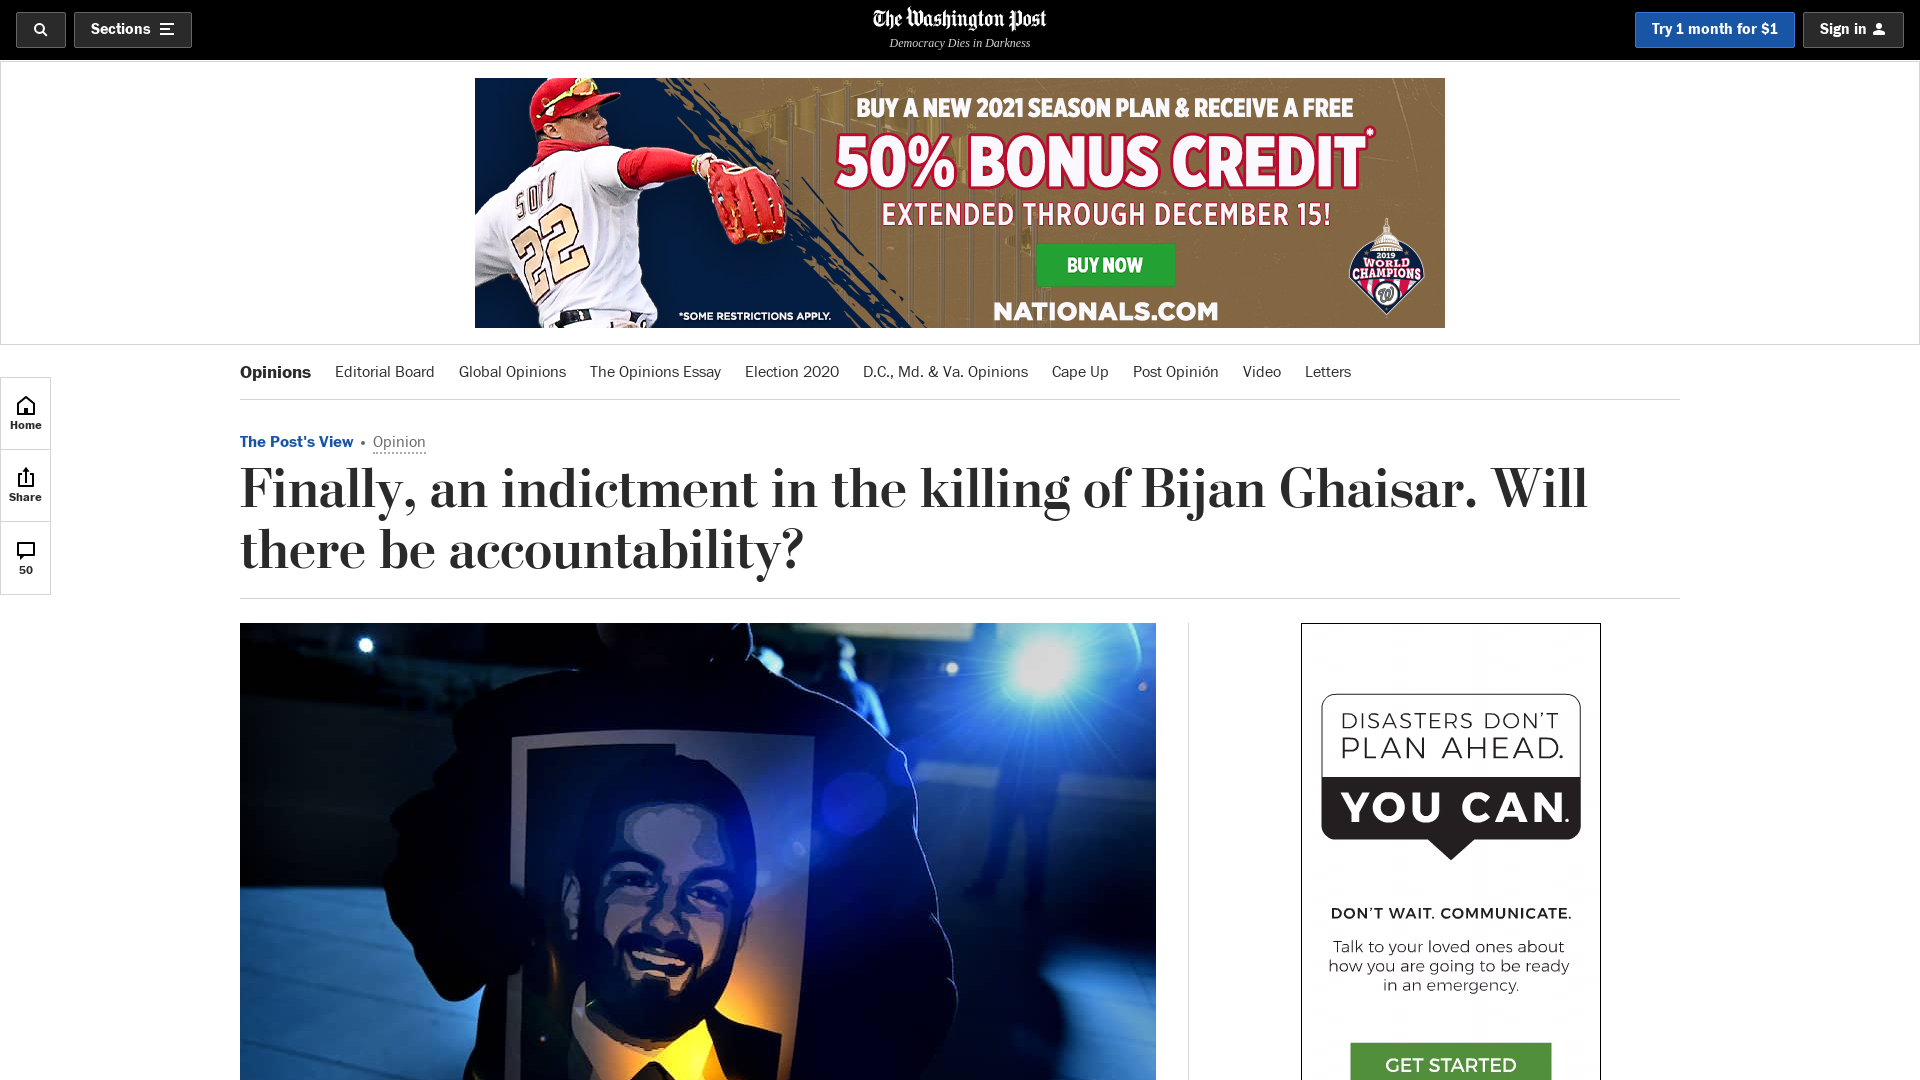 Sections
The Washington Post
Democracy Dies in Darkness
Try 1 month for $1
Sign in
SOTO
22
BUY A NEW 2021 SEASON PLAN & RECEIVE A FREE
50% BONUS CREDIT*
EXTENDED THROUGH DECEMBER 15!
BUY NOW
NATIONALS.COM
*SOME RESTRICTIONS APPLY.
2019
WORLD
CHAMPIONS
W
Opinions
Editorial Board
Global Opinions
The Opinions Essay
Election 2020
D.C., Md. & Va. Opinions
Cape Up
Post Opinión
Video
Letters
Home
Share
50
The Post's View • Opinion
Finally, an indictment in the killing of Bijan Ghaisar. Will
there be accountability?
DISASTERS DON'T
PLAN AHEAD.
YOU CAN.
DON'T WAIT. COMMUNICATE.
Talk to your loved ones about
how you are going to be ready
in an emergency.
GET STARTED